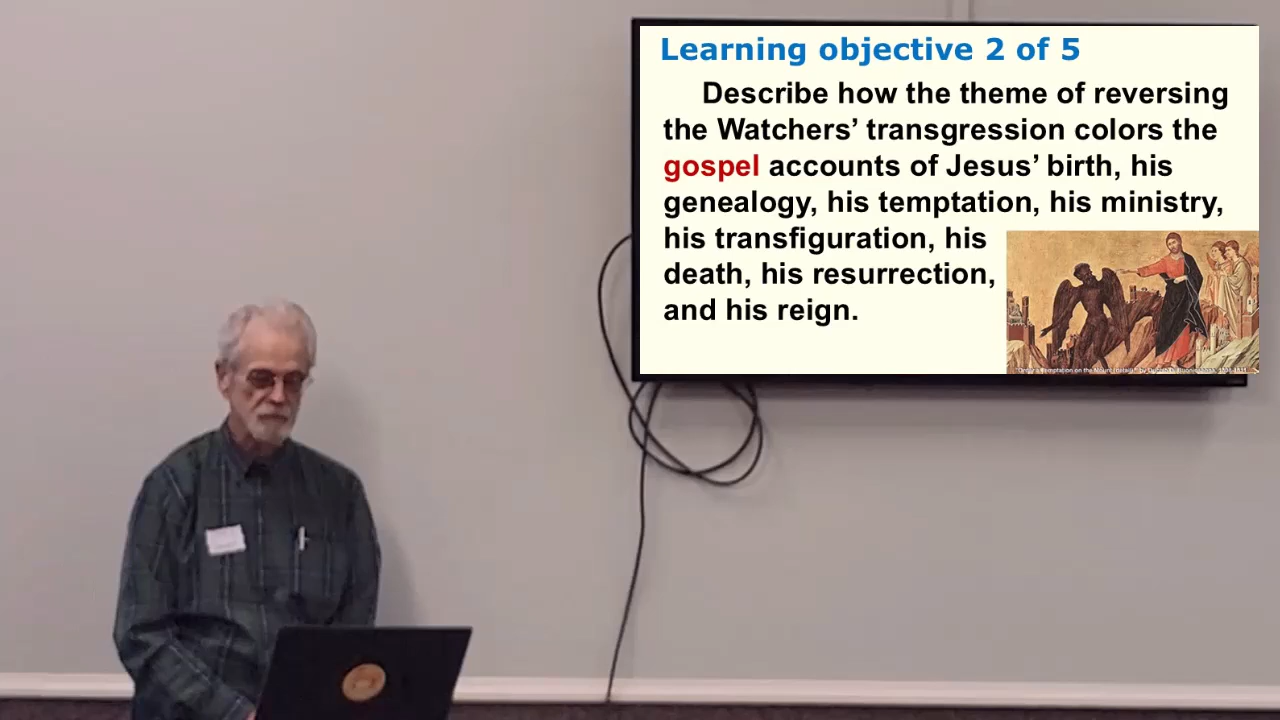 Learning objective 2 of 5
Describe how the theme of reversing
the Watchers’ transgression colors the
gospel accounts of Jesus’ birth, his
genealogy, his temptation, his ministry,
his transfiguration, his
death, his resurrection,
and his reign.